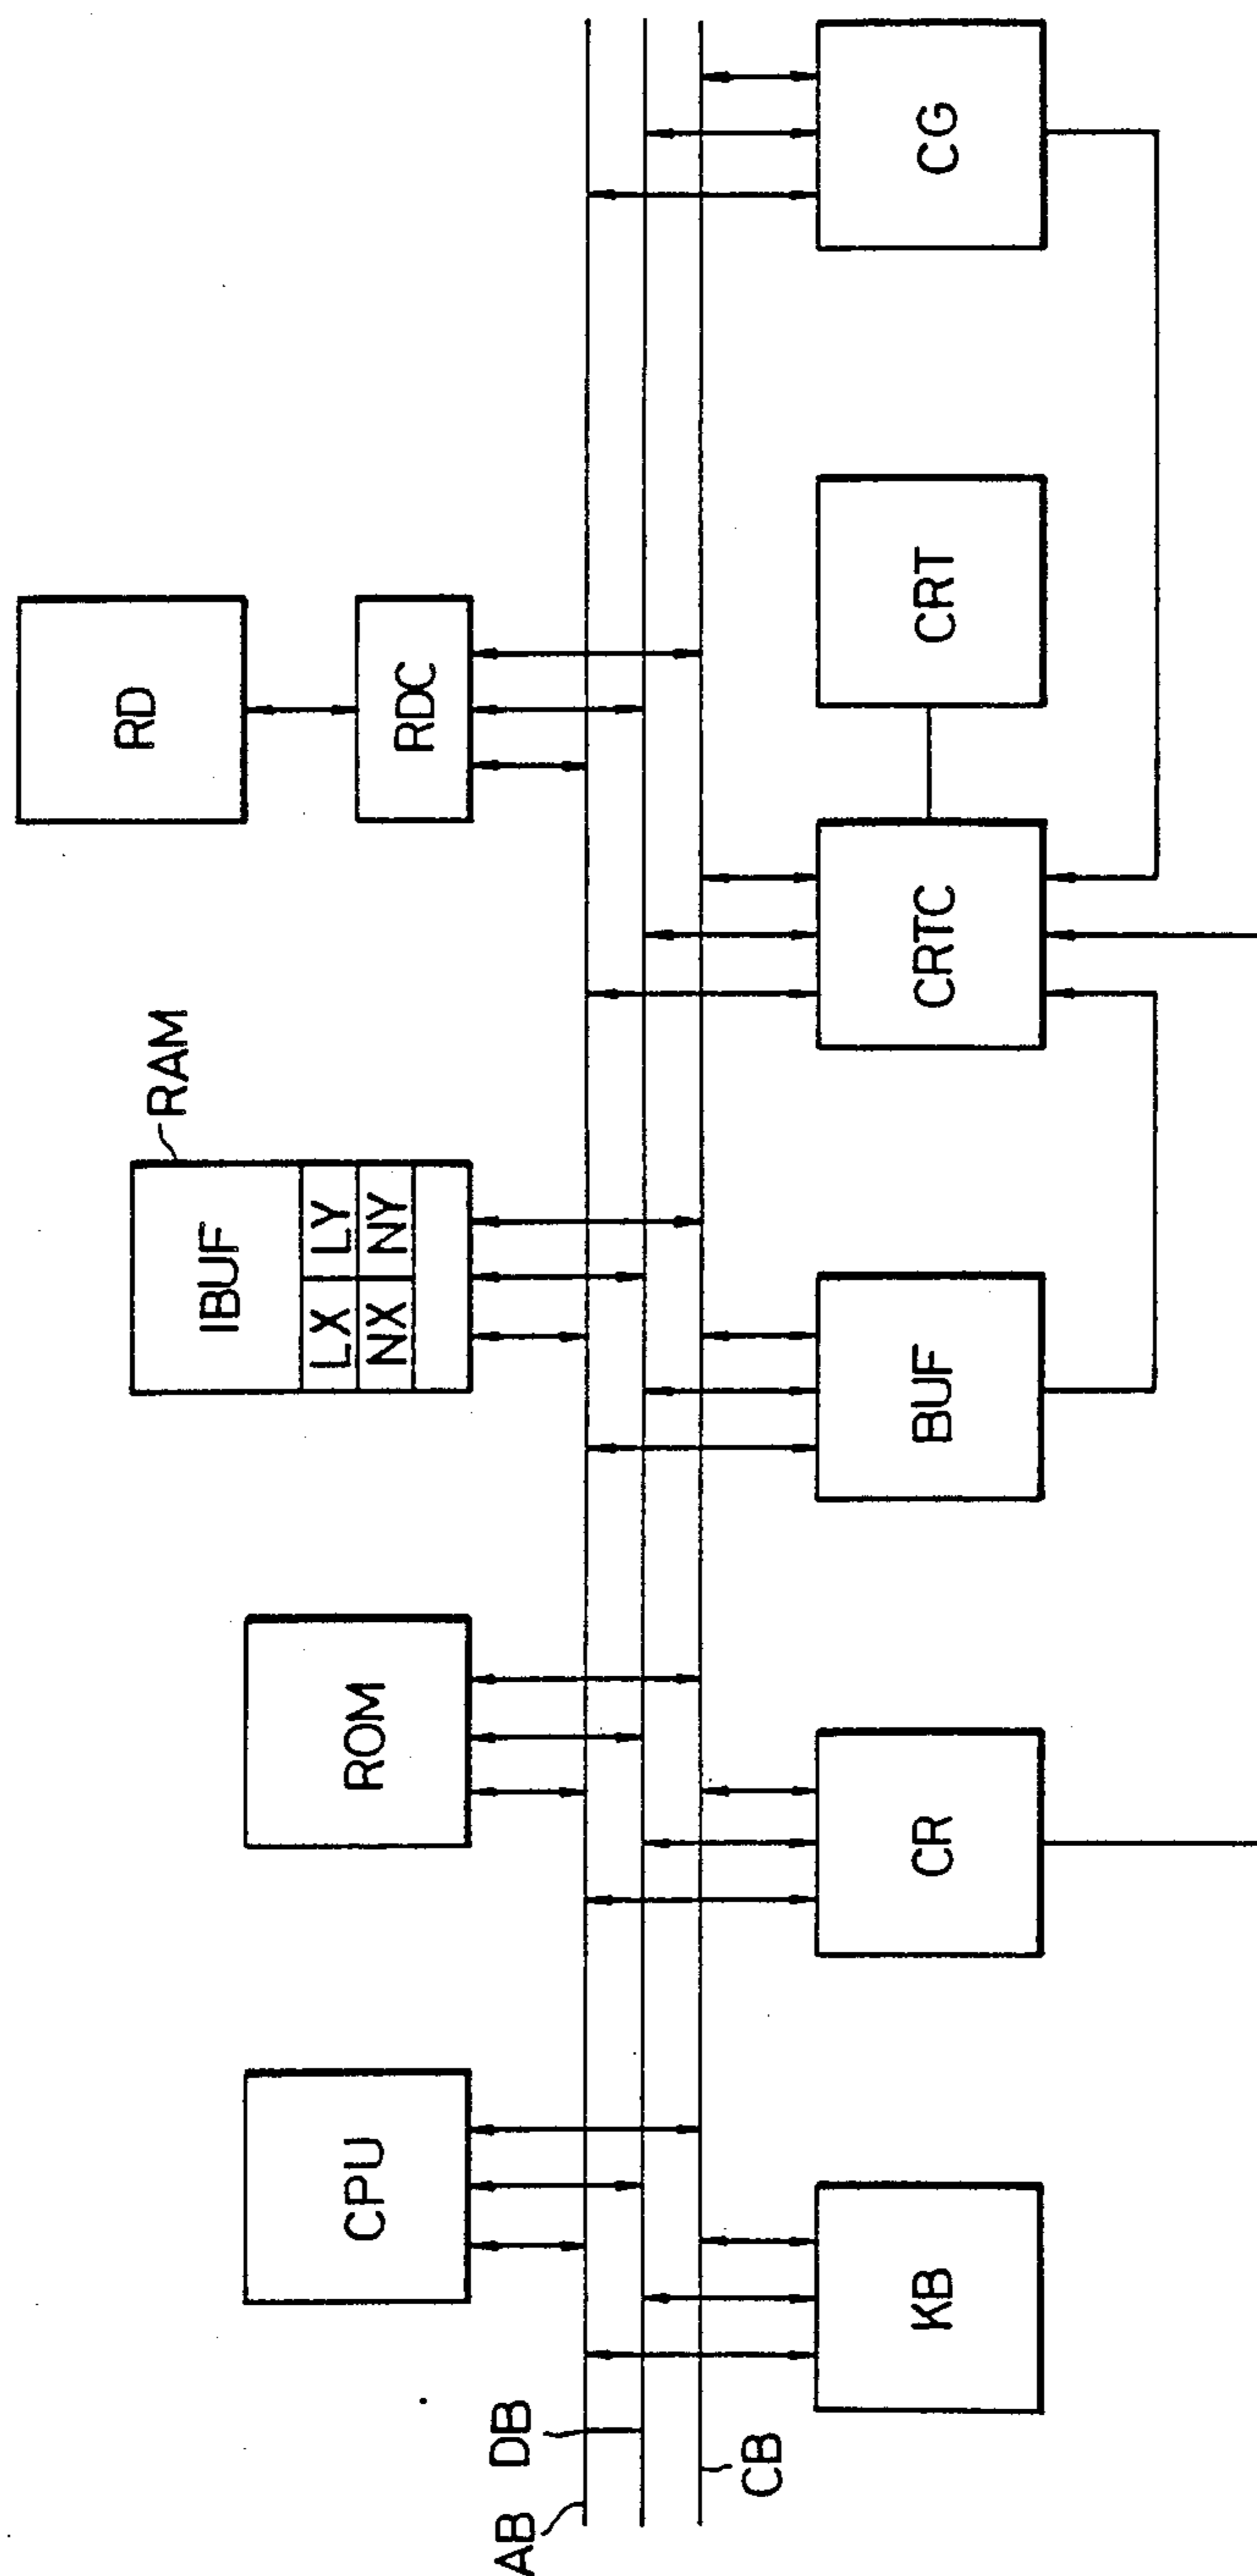 RD
RDC
RAM
IBUF
LX LY
NX NY
ROM
CPU
AB
DB
CB
KB
CR
BUF
CRTC
CRT
CG